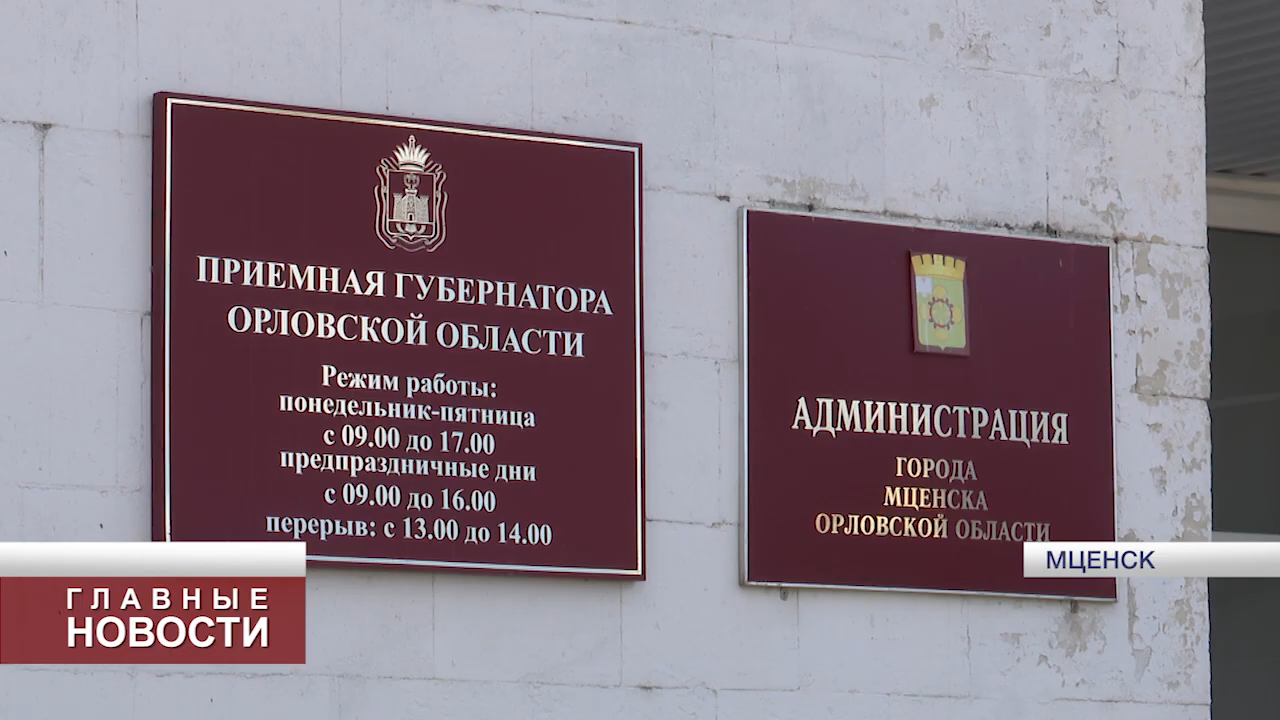 ПРИЕМНАЯ ГУБЕРНАТОРА
ОРЛОВСКОЙ ОБЛАСТИ
Режим работы:
понедельник-пятница
с 09.00 до 17.00
предпраздничные дни
с 09.00 до 16.00
перерыв: с 13.00 до 14.00
АДМИНИСТРАЦИЯ
ГОРОДА
МЦЕНСКА
ОРЛОВСКОЙ ОБЛАСТИ
МЦЕНСК
ГЛАВНЫЕ
НОВОСТИ